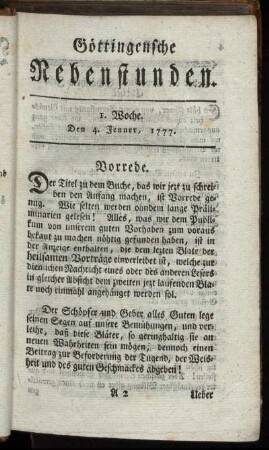 Göttingensche
Nebenstunden.
1. Woche.
Den 4. Jenner, 1777.
Vorrede.
Der Titel zu dem Buche, das wir jezt zu schrei-
ben den Anfang machen, ist Vorrede ge-
nug. Wie selten werden ohndem lange Präli-
minarien gelesen! Alles, was wir dem Publi-
kum von unserem guten Vorhaben zum voraus
bekant zu machen nöhtig gefunden haben, ist in
der Anzeige enthalten, die dem lezten Blate der
heilsamen Vorträge einverleibet ist, welche zur
dienlichen Nachricht eines oder des anderen Lesers
in gleicher Absicht dem zweiten jezt laufenden Bla-
te noch einmahl angehänget werden sol.
Der Schöpfer und Geber alles Guten lege
seinen Segen auf unsere Bemühungen, und ver-
leihe, daß diese Bläter, so geringhaltig sie an
neuen Wahrheiten sein mögen, dennoch einen
Beitrag zur Beforderung der Tugend, der Weis-
heit und des guten Geschmackes abgeben!
A 2 Ueber